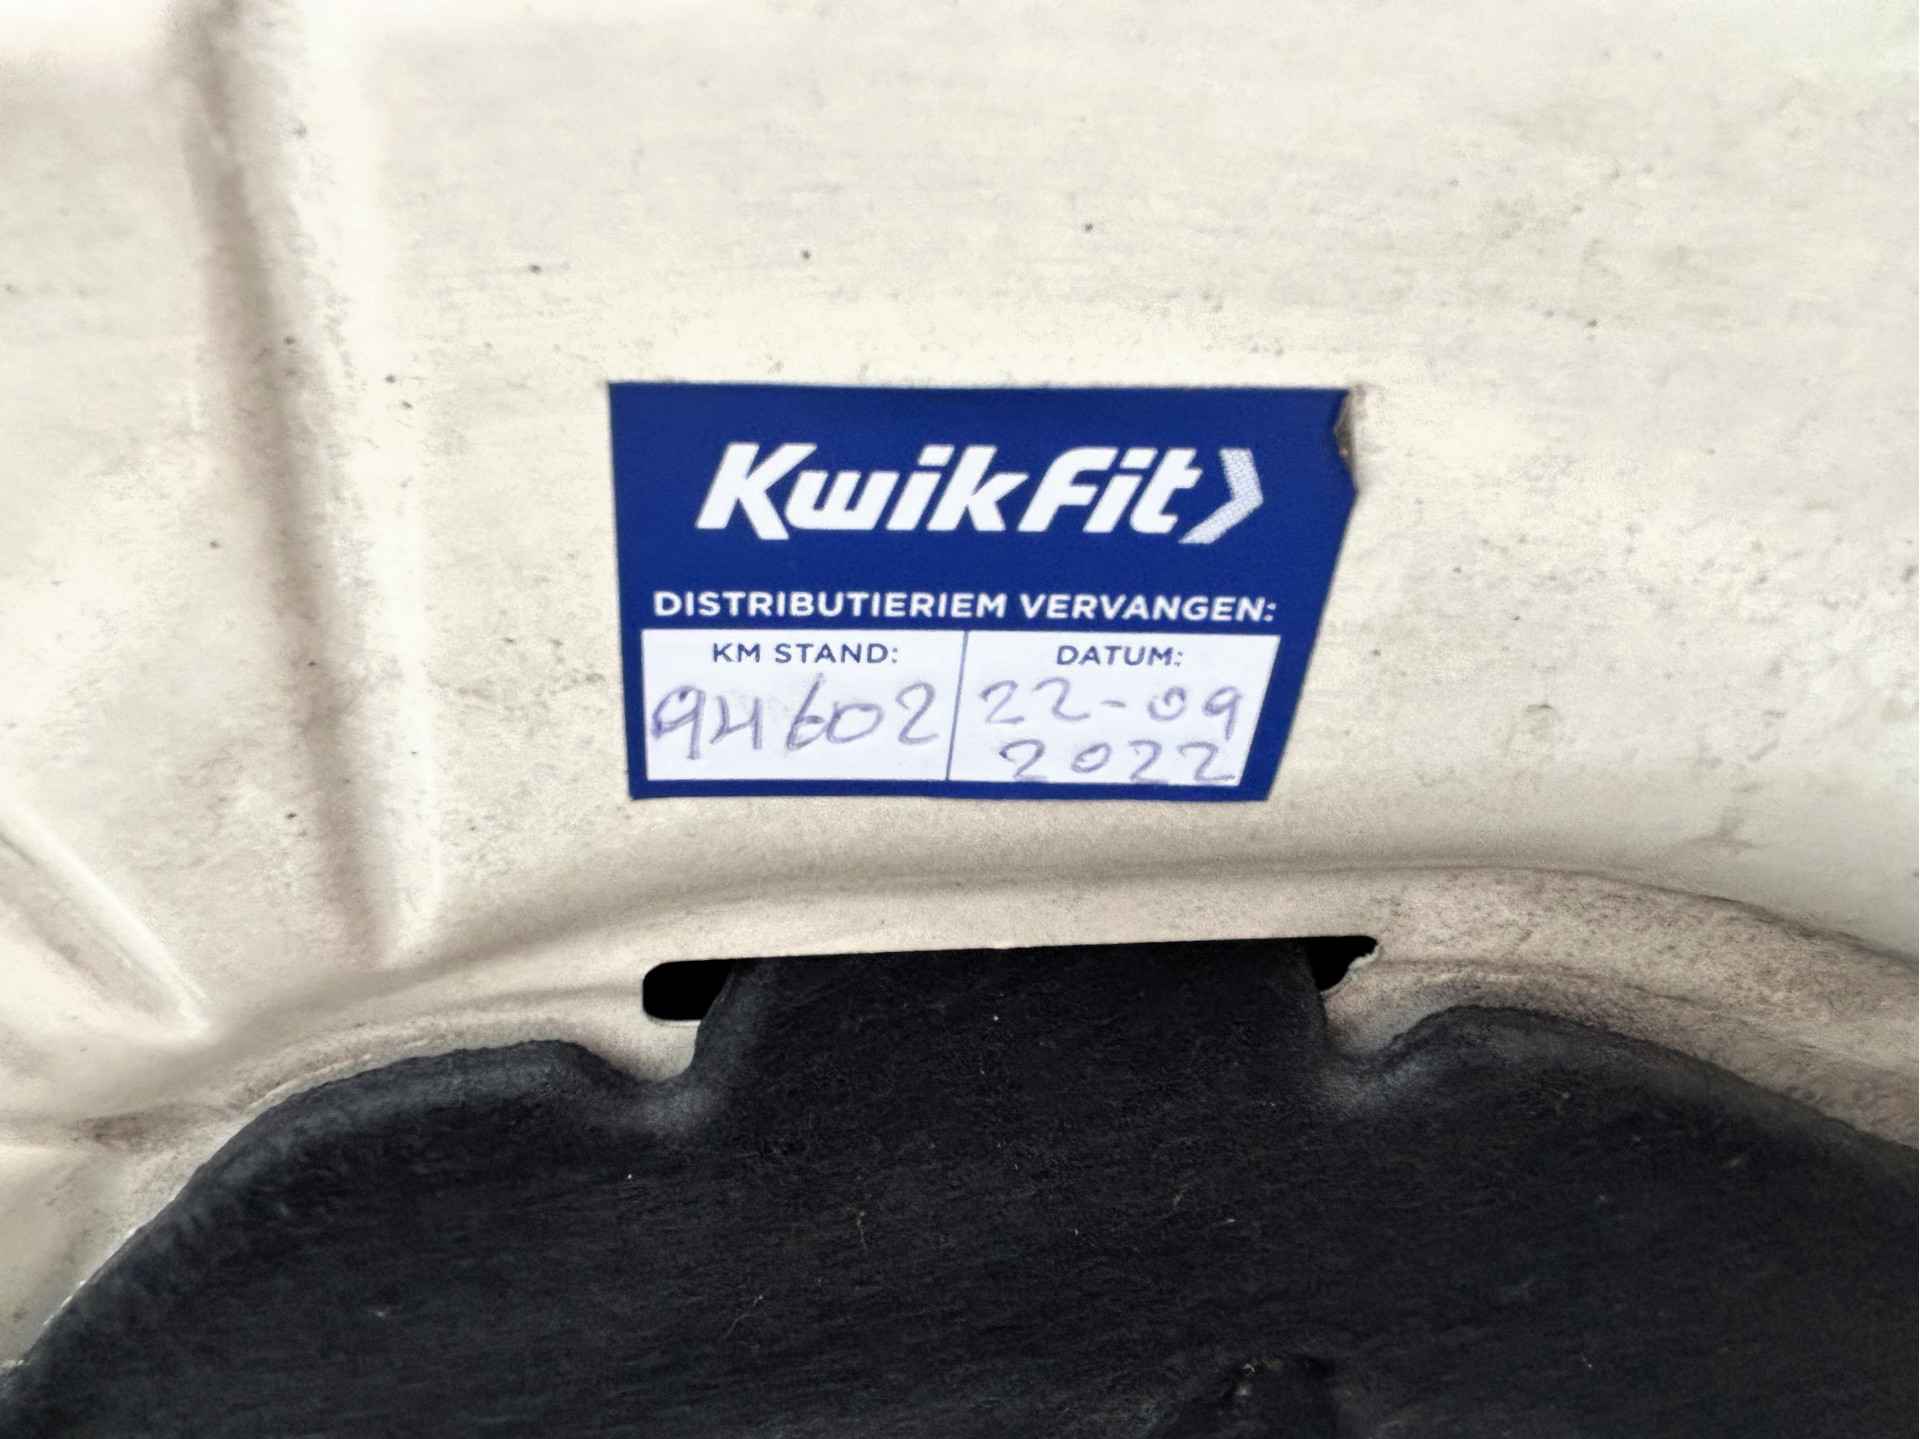 KwikFit
DISTRIBUTIERIEM VERVANGEN:
KM STAND:
94602
DATUM:
22-09
2022